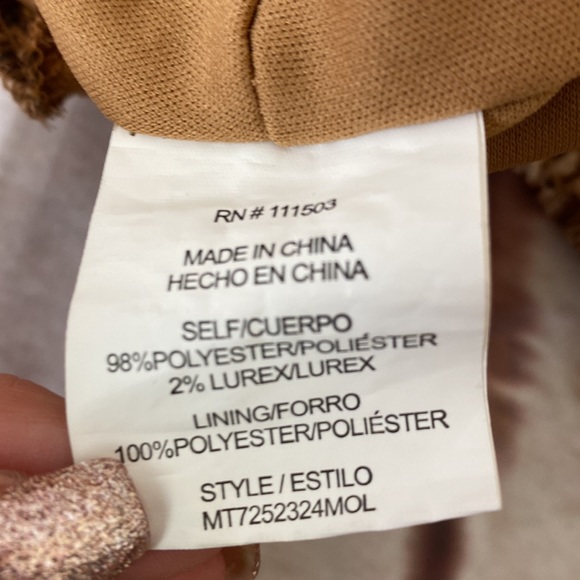 RN # 111503
MADE IN CHINA
HECHO EN CHINA
SELF/CUERPO
98%POLYESTER/POLIÉSTER
2% LUREX/LUREX
LINING/FORRO
100%POLYESTER/POLIÉSTER
STYLE / ESTILO
MT7252324MOL